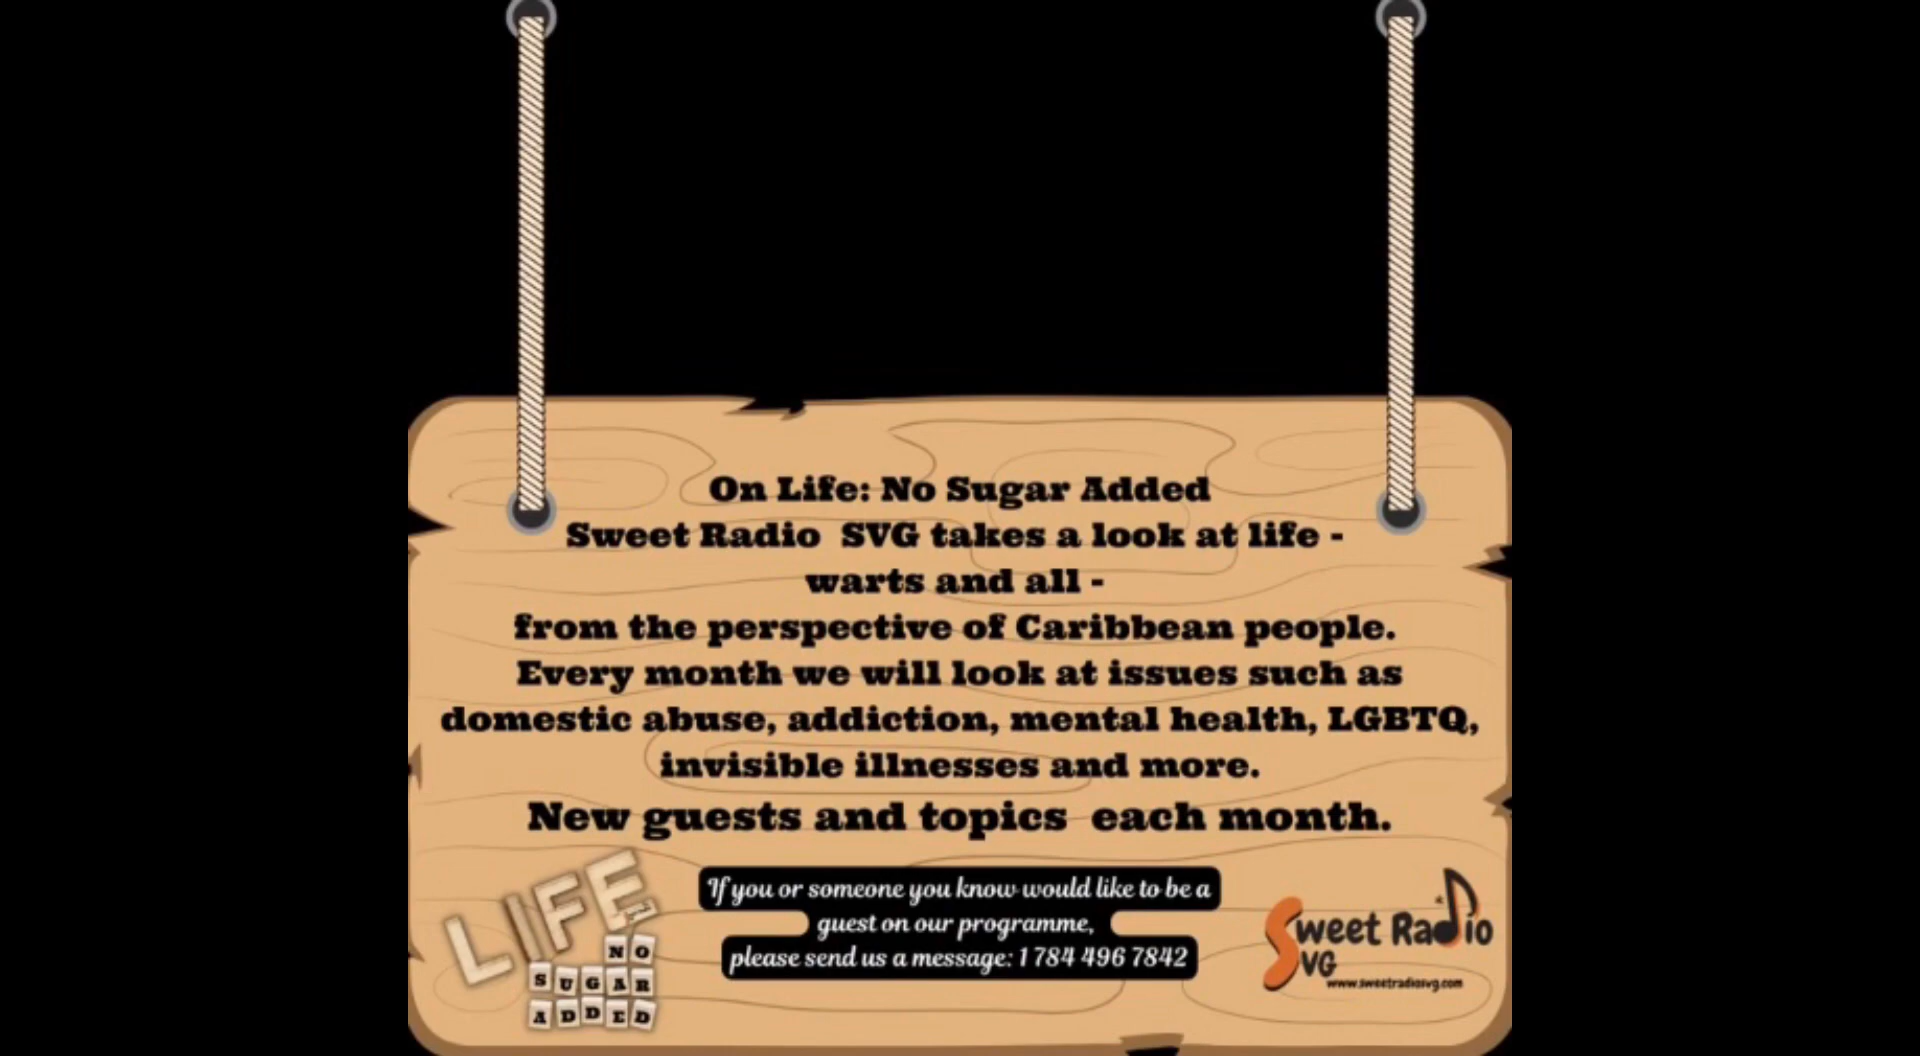 On Life: No Sugar Added
Sweet Radio SVG takes a look at life -
warts and all -
from the perspective of Caribbean people.
Every month we will look at issues such as
domestic abuse, addiction, mental health, LGBTQ,
invisible illnesses and more.
New guests and topics each month.
If you or someone you know would like to be a
guest on our programme,
please send us a message: 1 784 496 7842
LIFE
NO
SUGAR
ADDED
Sweet Radio
SVG
www.sweetradiosvg.com